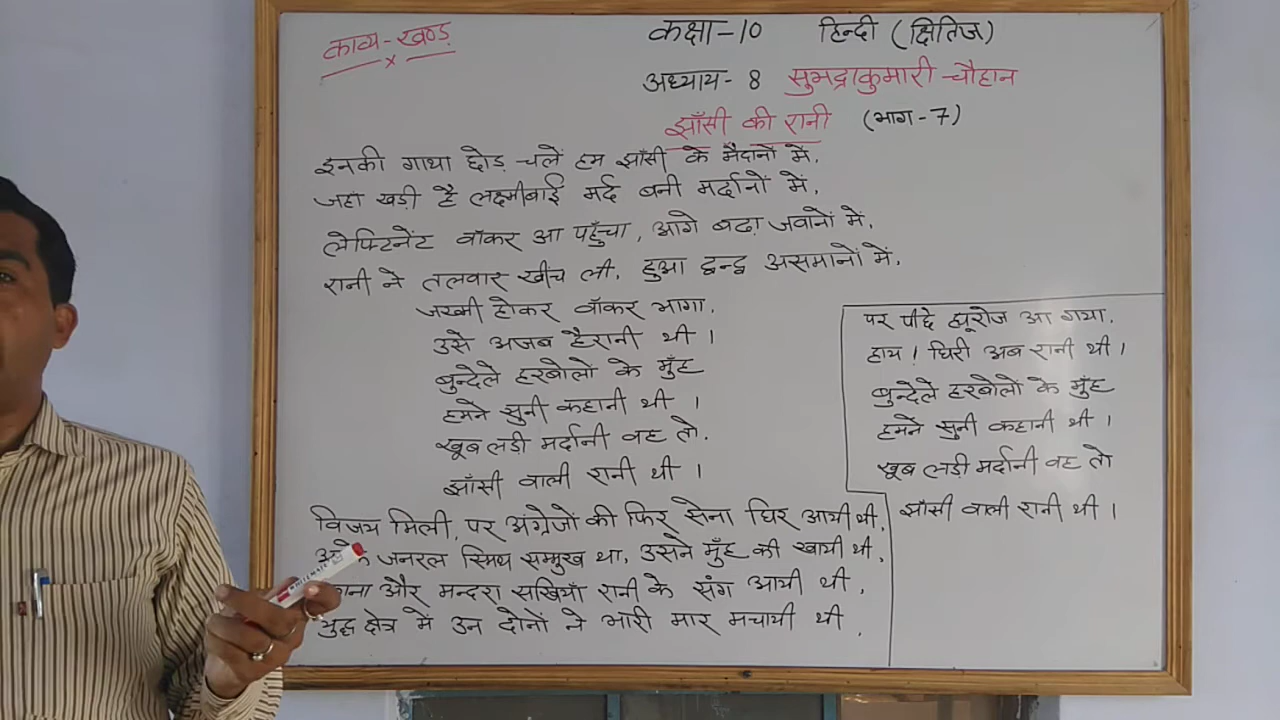 काव्य-खण्ड
x
कक्षा-10 हिन्दी (क्षितिज)
अध्याय-8 सुभद्राकुमारी-चौहान
झाँसी की रानी (भाग-7)
इनकी गाथा छोड़ चलें हम झाँसी के मैदानों में,
जहाँ खड़ी है लक्ष्मीबाई मर्द बनी मर्दानों में,
लेफ्टिनेंट वॉकर आ पहुँचा, आगे बढ़ा जवानों में,
रानी ने तलवार खींच ली, हुआ द्वन्द्व असमानों में,
जख्मी होकर वॉकर भागा,
उसे अजब हैरानी थी।
बुन्देले हरबोलों के मुँह
हमने सुनी कहानी थी।
खूब लड़ी मर्दानी वह तो,
झाँसी वाली रानी थी।
विजय मिली, पर अंग्रेजों की फिर सेना घिर आयी थी,
जनरल स्मिथ सम्मुख था, उसने मुँह की खायी थी,
और मन्दरा सखियाँ रानी के संग आयी थी,
युद्ध क्षेत्र में उन दोनों ने भारी मार मचायी थी,
पर पीछे ह्यूरोज आ गया,
हाय। घिरी अब रानी थी।
बुन्देले हरबोलों के मुँह
हमने सुनी कहानी थी।
खूब लड़ी मर्दानी वह तो
झाँसी वाली रानी थी।